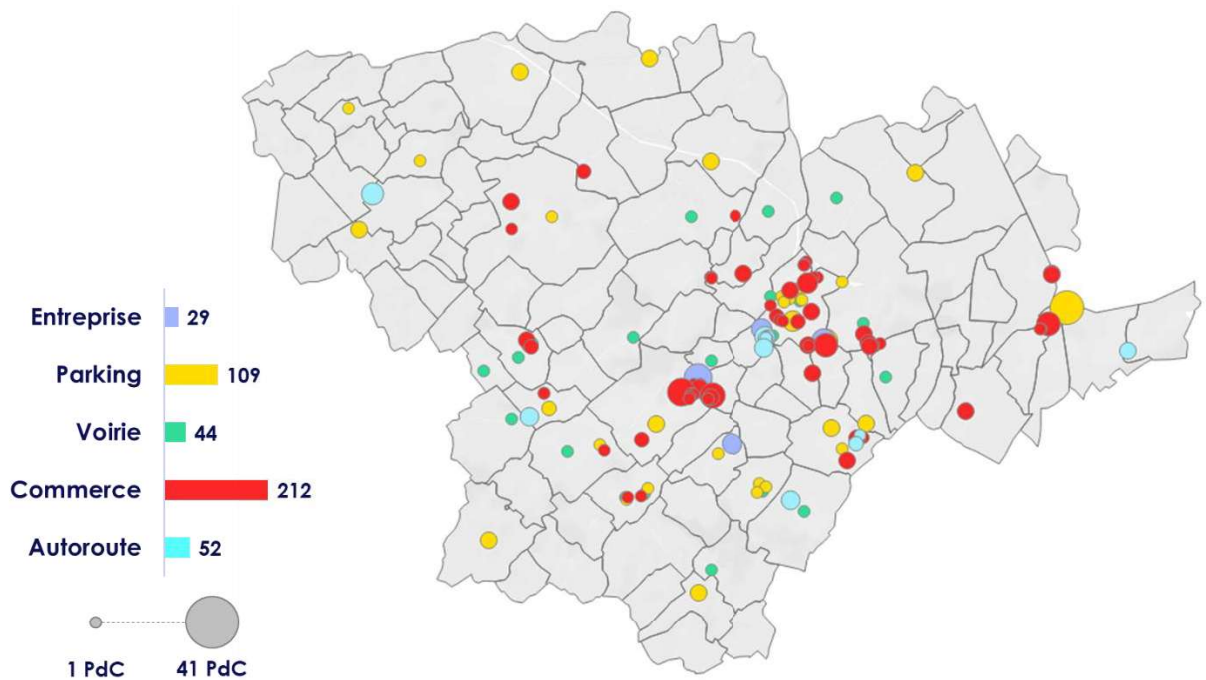 Entreprise 29
Parking 109
Voirie 44
Commerce 212
Autoroute 52
1 PdC 41 PdC